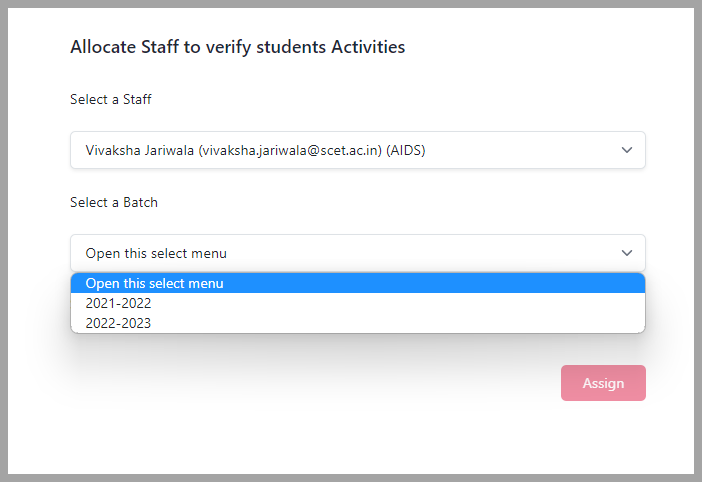 Allocate Staff to verify students Activities
Select a Staff
Vivaksha Jariwala (vivaksha.jariwala@scet.ac.in) (AIDS)
Select a Batch
Open this select menu
Open this select menu
2021-2022
2022-2023
Assign